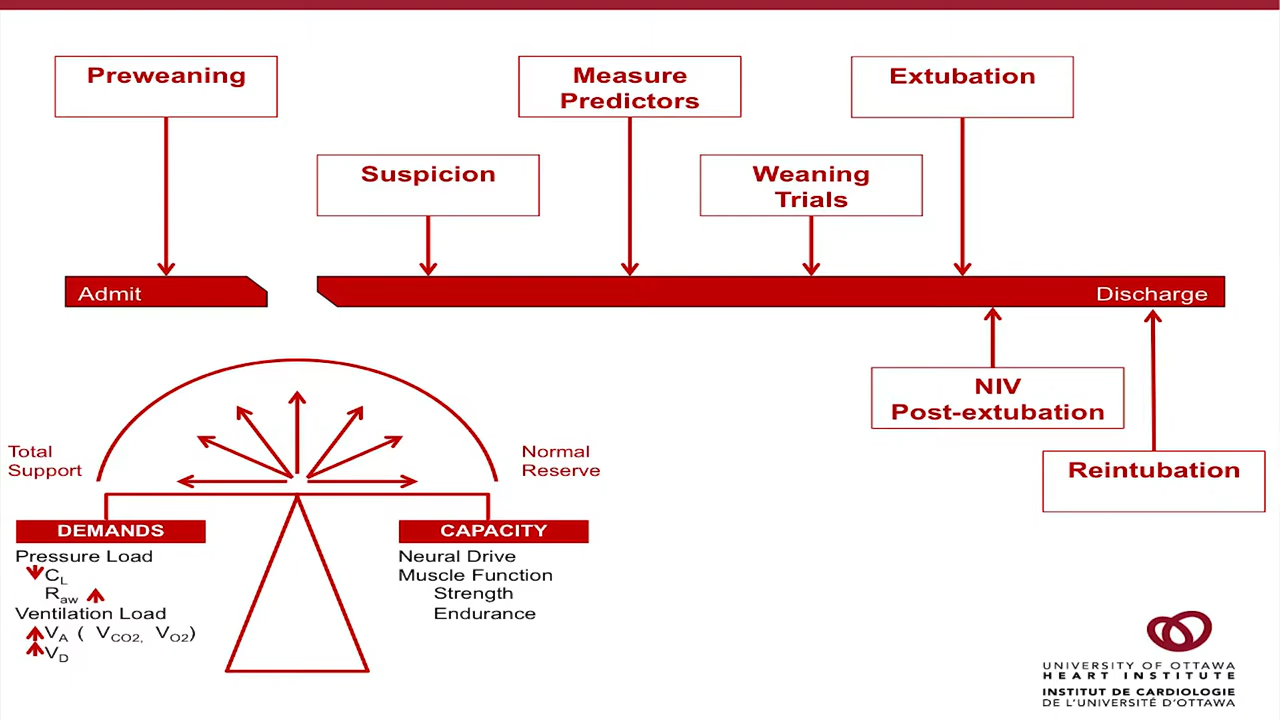 Preweaning
Measure
Predictors
Extubation
Suspicion
Weaning
Trials
Admit
Discharge
NIV
Post-extubation
Reintubation
Total
Support
Normal
Reserve
DEMANDS
Pressure Load
CL
Raw
Ventilation Load
VA ( VCO2, VO2)
VD
CAPACITY
Neural Drive
Muscle Function
Strength
Endurance
UNIVERSITY OF OTTAWA
HEART INSTITUTE
INSTITUT DE CARDIOLOGIE
DE L'UNIVERSITÉ D'OTTAWA